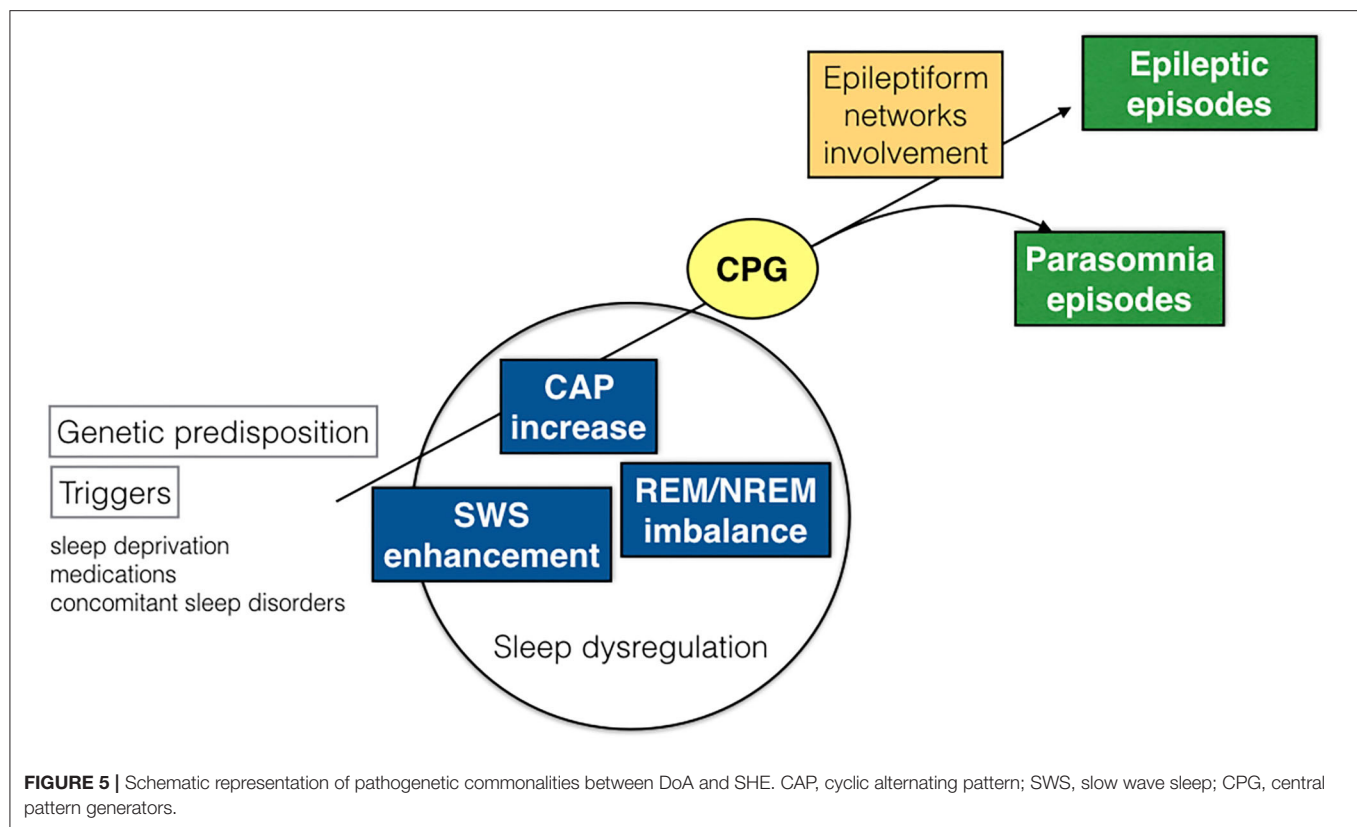 Epileptiform
networks
involvement
Epileptic
episodes
CPG
Parasomnia
episodes
CAP
increase
Genetic predisposition
Triggers
sleep deprivation
medications
concomitant sleep disorders
SWS
enhancement
REM/NREM
imbalance
Sleep dysregulation
FIGURE 5 | Schematic representation of pathogenetic commonalities between DoA and SHE. CAP, cyclic alternating pattern; SWS, slow wave sleep; CPG, central
pattern generators.